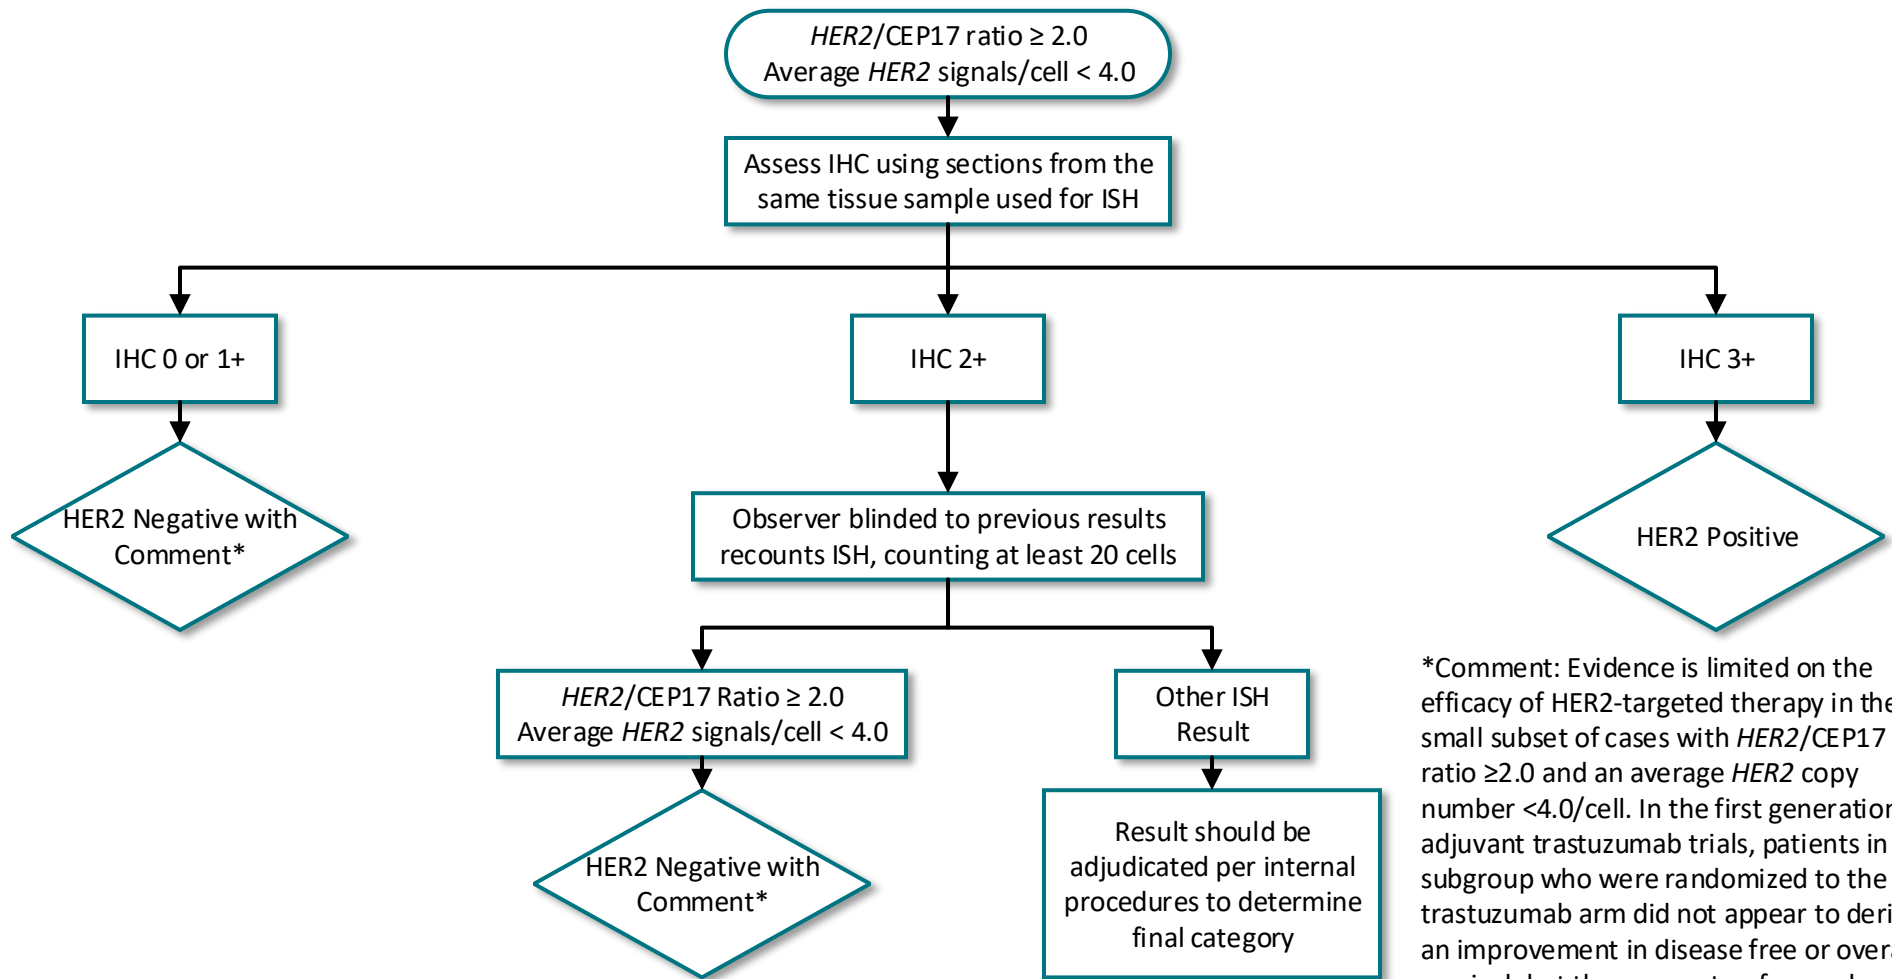 HER2/CEP17 ratio ≥ 2.0
Average HER2 signals/cell < 4.0
Assess IHC using sections from the
same tissue sample used for ISH
IHC 0 or 1+
IHC 2+
IHC 3+
HER2 Negative with
Comment*
Observer blinded to previous results
recounts ISH, counting at least 20 cells
HER2 Positive
HER2/CEP17 Ratio ≥ 2.0
Average HER2 signals/cell < 4.0
Other ISH
Result
HER2 Negative with
Comment*
Result should be
adjudicated per internal
procedures to determine
final category
*Comment: Evidence is limited on the
efficacy of HER2-targeted therapy in the
small subset of cases with HER2/CEP17
ratio ≥2.0 and an average HER2 copy
number <4.0/cell. In the first generation
adjuvant trastuzumab trials, patients in
subgroup who were randomized to the
trastuzumab arm did not appear to deri
an improvement in disease free or overa